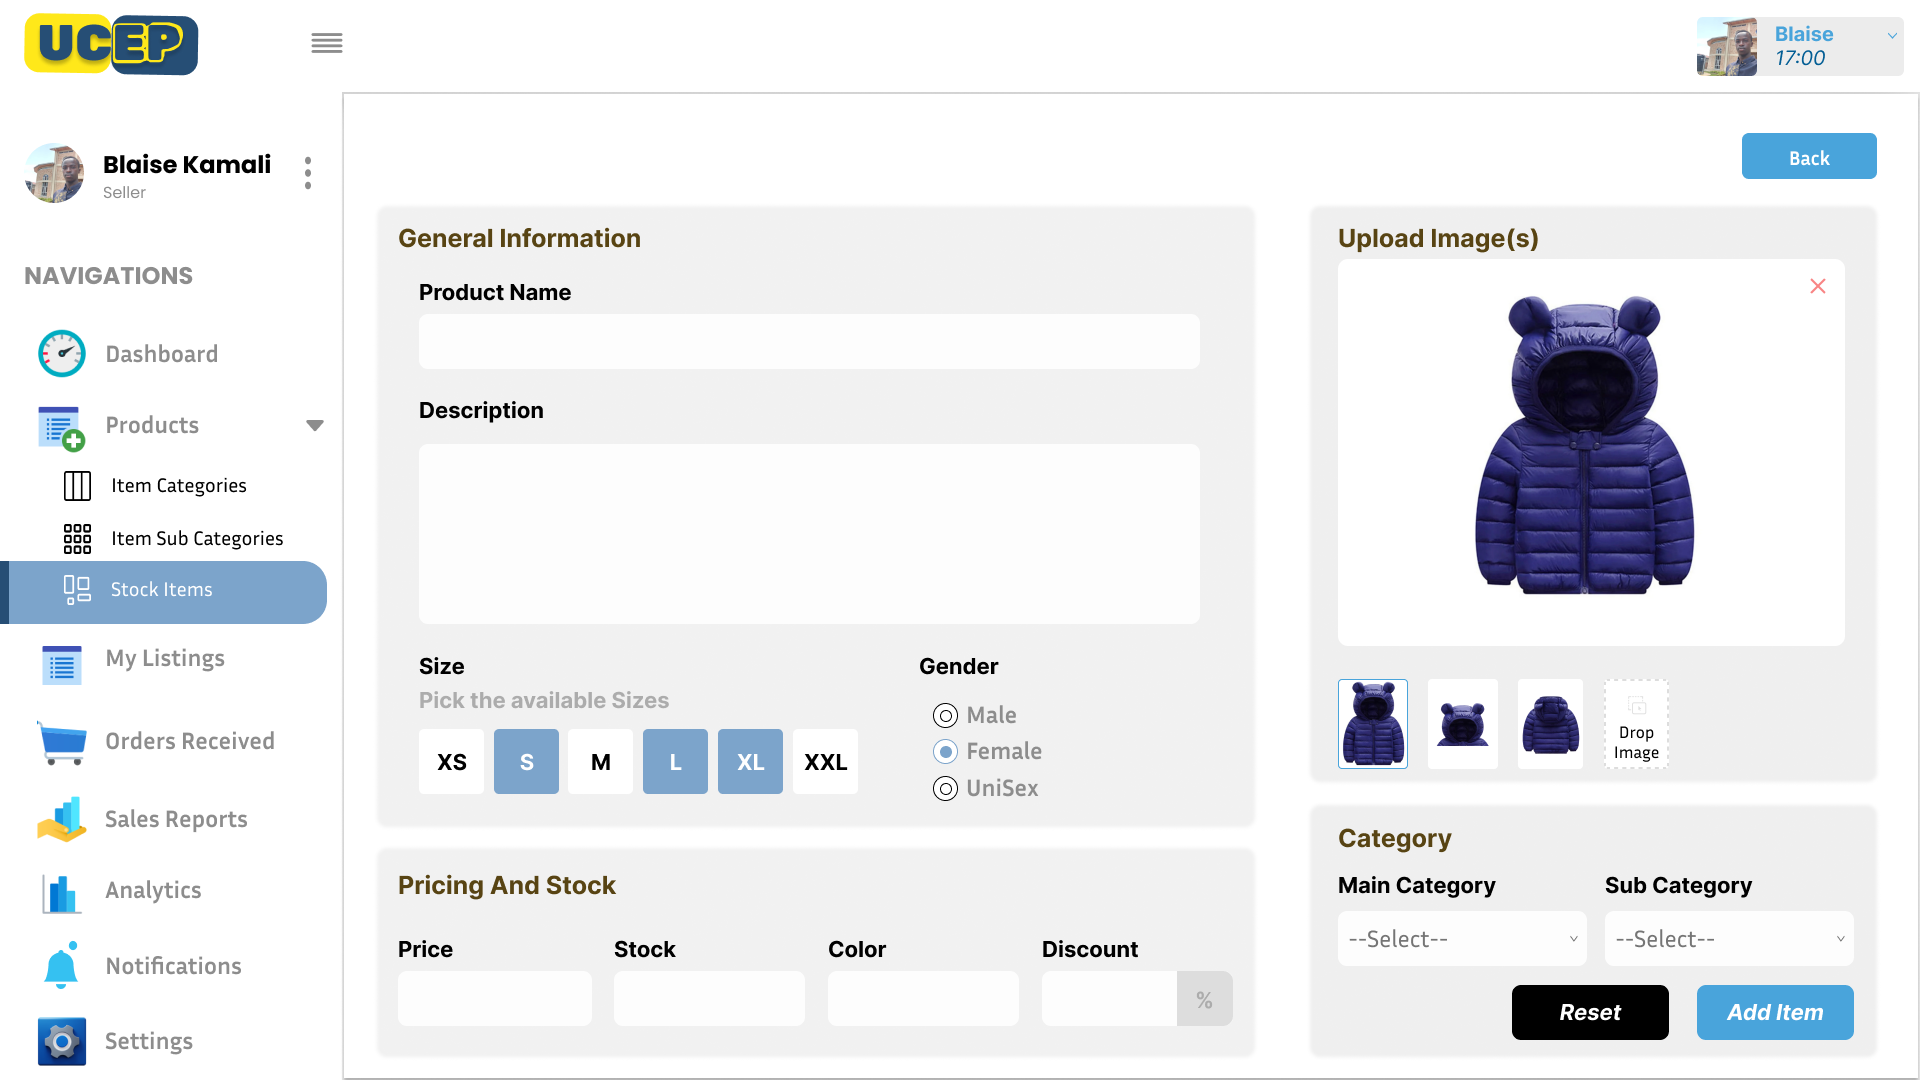 UCEP
Blaise
17:00
Blaise Kamali
Seller
NAVIGATIONS
Dashboard
Products
Item Categories
Item Sub Categories
Stock Items
My Listings
Orders Received
Sales Reports
Analytics
Notifications
Settings
Back
General Information
Product Name
Description
Size
Pick the available Sizes
XS S M L XL XXL
Gender
Male
Female
UniSex
Pricing And Stock
Price Stock Color Discount
%
Upload Image(s)
Drop
Image
Category
Main Category Sub Category
--Select-- --Select--
Reset Add Item